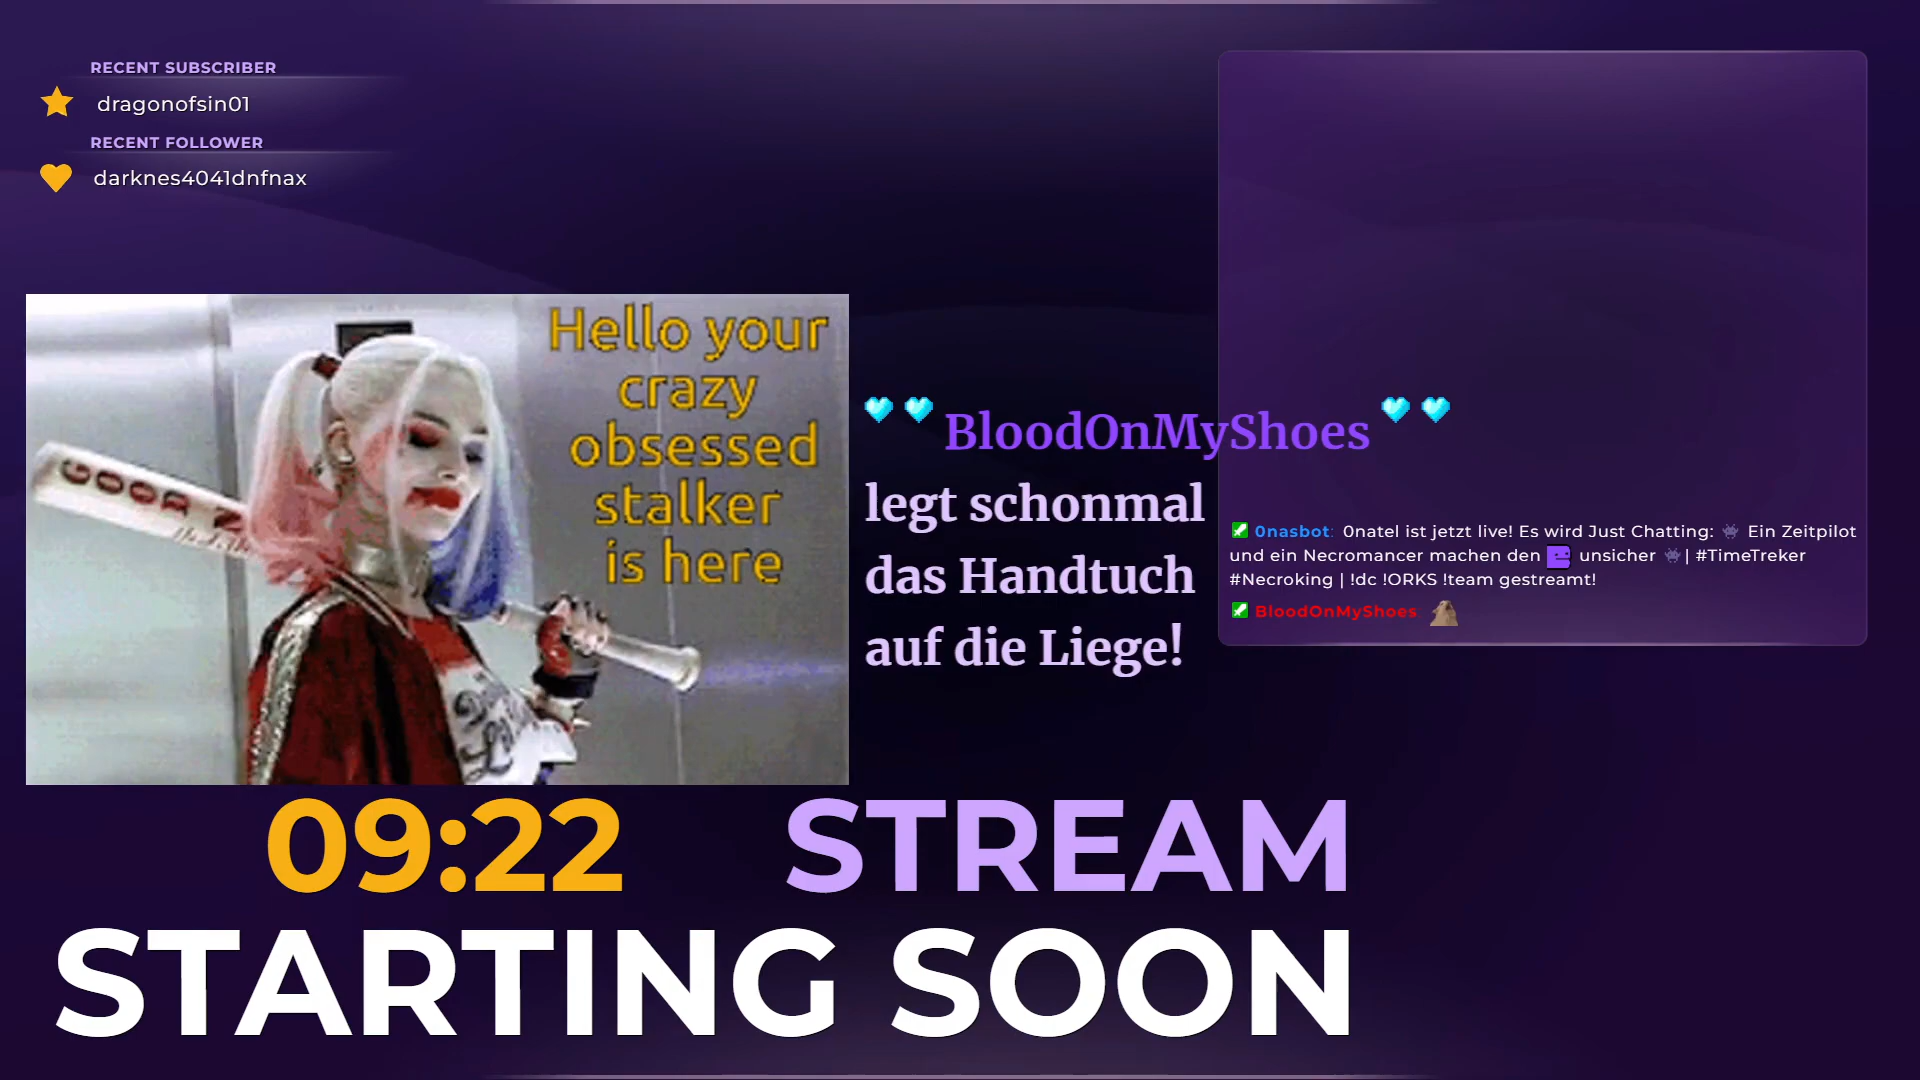 RECENT SUBSCRIBER
dragonofsin01
RECENT FOLLOWER
darknes4041dnfnax
Hello your
crazy
obsessed
stalker
is here
GOOD N
BloodOnMyShoes
legt schonmal
das Handtuch
auf die Liege!
0nasbot: 0natel ist jetzt live! Es wird Just Chatting: 👾 Ein Zeitpilot
und ein Necromancer machen den unsicher 👾| #TimeTreker
#Necroking | !dc !ORKS !team gestreamt!
BloodOnMyShoes:
09:22 STREAM
STARTING SOON